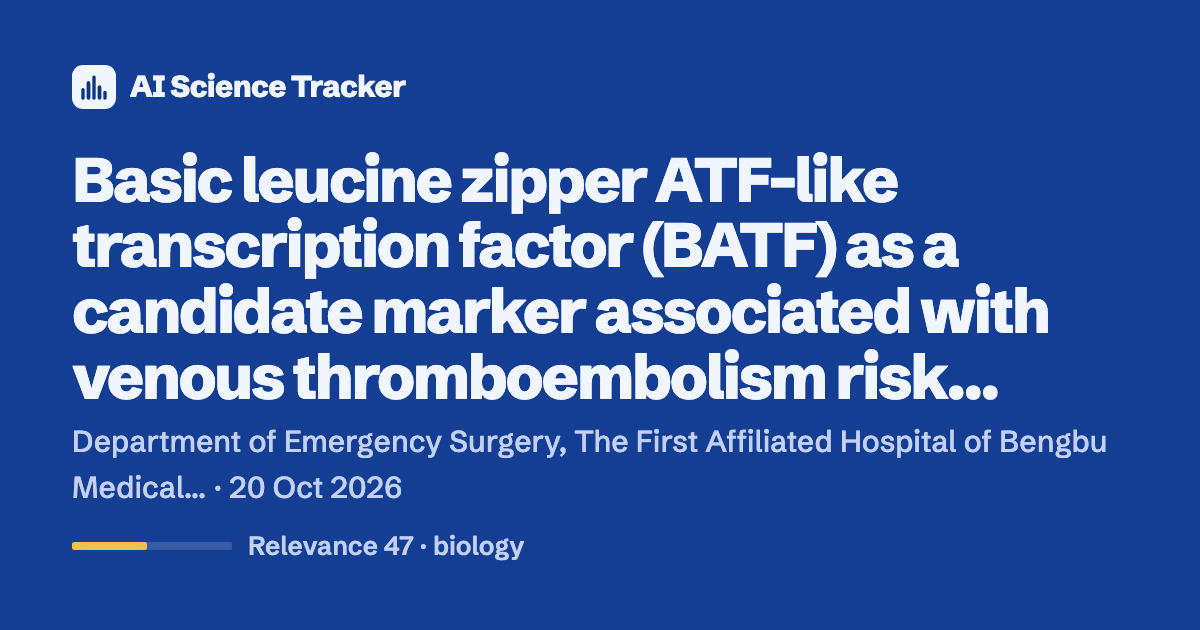 AI Science Tracker
Basic leucine zipper ATF-like
transcription factor (BATF) as a
candidate marker associated with
venous thromboembolism risk...
Department of Emergency Surgery, The First Affiliated Hospital of Bengbu
Medical... · 20 Oct 2026
Relevance 47 · biology